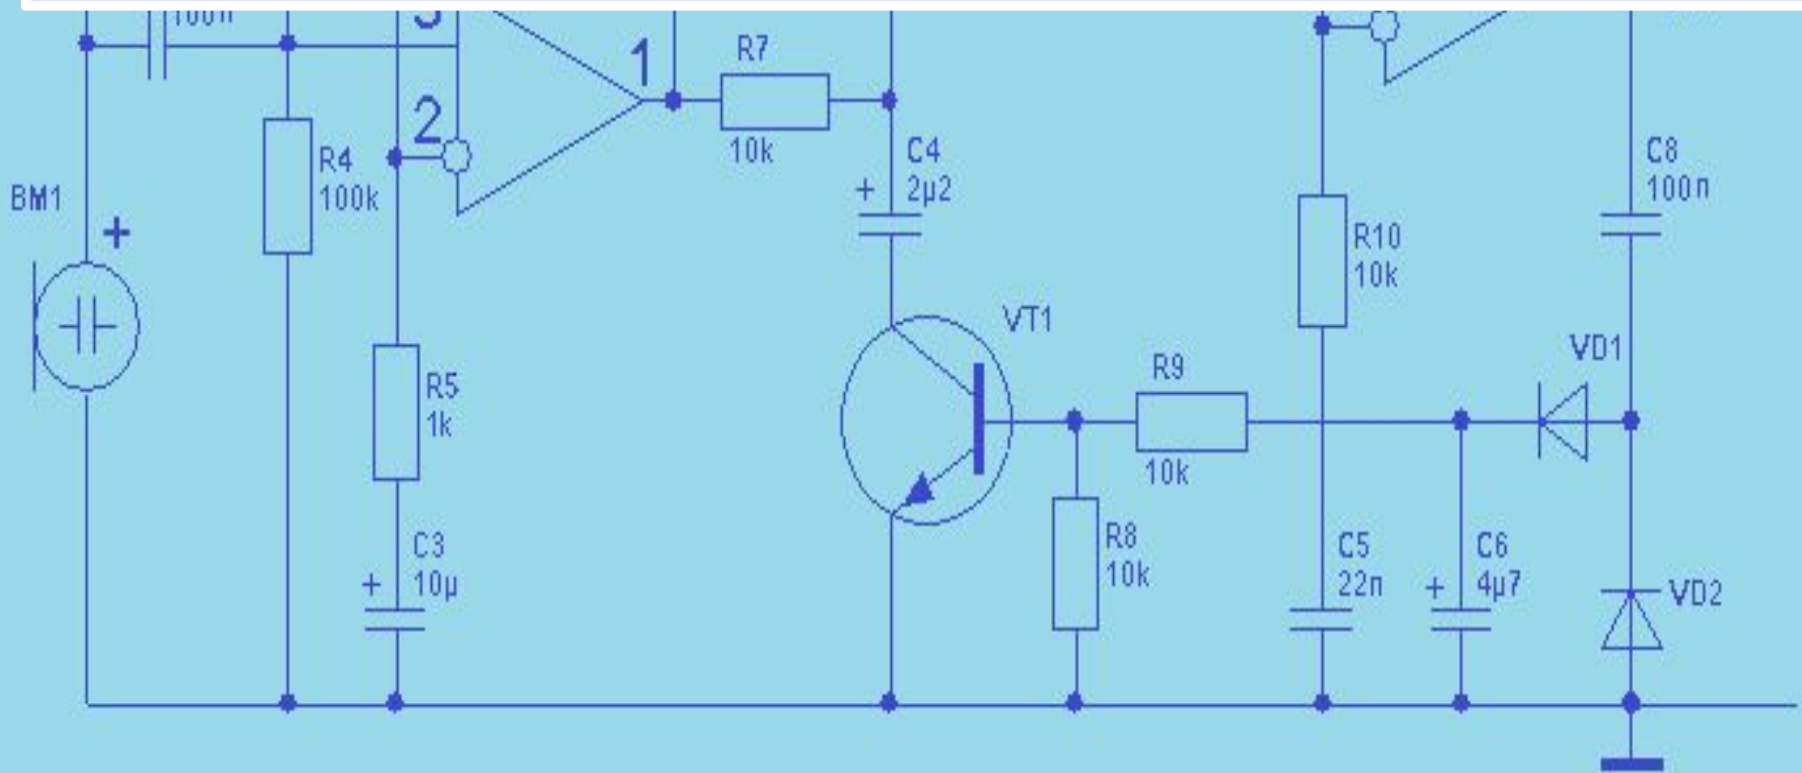 100n
3
1
2
R7
10k
C4
+ 2µ2
C8
100n
R4
100k
BM1
+
R10
10k
VT1
VD1
R9
10k
R5
1k
C3
+ 10µ
R8
10k
C5
22n
C6
+ 4µ7
VD2